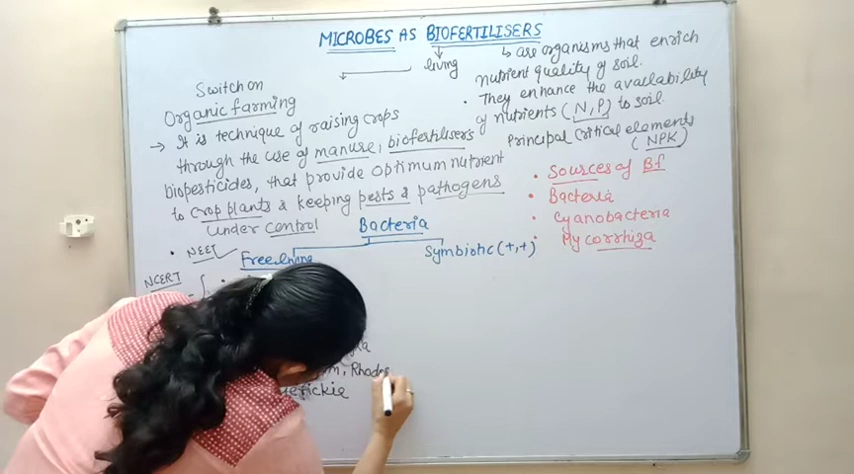 MICROBES AS BIOFERTILISERS
living
↳ are organisms that enrich
nutrient quality of soil.
• They enhance the availability
of nutrients (N, P) to soil.
Principal critical elements
(NPK)
Switch on
Organic farming
→ It is technique of raising crops
through the use of manure, biofertilisers
biopesticides, that provide optimum nutrient
to crop plants & keeping pests & pathogens
under control
• Sources of Bf
• Bacteria
• Cyanobacteria
• Mycorrhiza
Bacteria
• NEET
Free living
Symbiotic (+,+)
NCERT